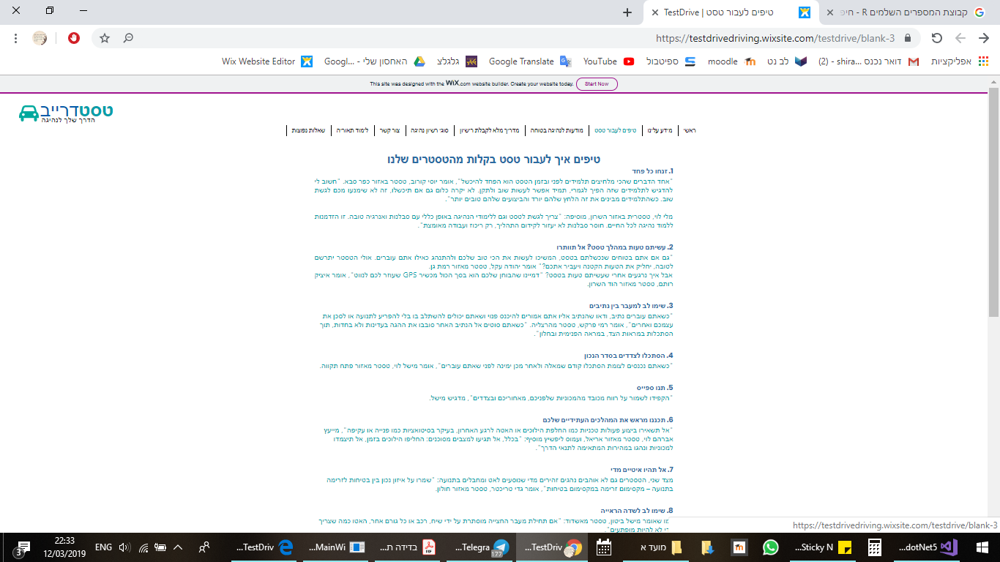 קבוצת המספרים השלמים R - חיפ
טיפים לעבור טסט | TestDrive
https://testdrivedriving.wixsite.com/testdrive/blank-3
אפליקציות
דואר נכנס (2) - shira...
לב נט
moodle
ספיטבול
YouTube
Google Translate
גלגלצ
האחסון שלי - Googl...
Wix Website Editor
This site was designed with the WiX.com website builder. Create your website today. Start Now
טסטדרייב
הדרך שלך לנהיגה
ראשי
מידע עלינו
טיפים לעבור טסט
מודעות לנהיגה בטוחה
מדריך מלא לקבלת רישיון
סוגי רשיון נהיגה
צור קשר
לימוד תאוריה
שאלות נפוצות
טיפים איך לעבור טסט בקלות מהטסטרים שלנו
1. זנחו כל פחד
"אחד הדברים שהכי מלחיצים תלמידים לפני ובזמן הטסט הוא הפחד להיכשל", אומר יוסי קורוב, טסטר באזור כפר סבא. "חשוב לי
להדגיש לתלמידים שזה הפיך לגמרי, תמיד אפשר לעשות שוב ולתקן. לא יקרה כלום גם אם תיכשלו, זה לא שימנעו מכם לגשת
שוב. כשהתלמידים מבינים את זה הלחץ שלהם יורד והביצועים שלהם טובים יותר".
מלי לוי, טסטרית באזור השרון, מוסיפה: "צריך לגשת לטסט וגם ללימודי הנהיגה באופן כללי עם סבלנות ואנרגיה טובה. זו הזדמנות
ללמוד נהיגה לכל החיים. חוסר סבלנות לא יעזור לקידום התהליך, רק ריכוז ועבודה מאומצת".
2. עשיתם טעות במהלך טסט? אל תוותרו
"גם אם אתם בטוחים שנכשלתם בטסט, המשיכו לעשות את הכי טוב שלכם ולהתנהג כאילו אתם עוברים. אולי הטסטר יתרשם
לטובה, יחליק את הטעות הקטנה ויעביר אתכם?" אומר יהודה עקל, טסטר מאזור רמת גן.
אבל איך נרגעים אחרי שעשיתם טעות בטסט? "דמיינו שהבוחן שלכם הוא בסך הכול מכשיר GPS שעוזר לכם לנווט", אומר איציק
רותם, טסטר מאזור הוד השרון.
3. שימו לב למעבר בין נתיבים
"כשאתם עוברים נתיב, ודאו שהנתיב אליו אתם אמורים להיכנס פנוי ושאתם יכולים להשתלב בו בלי להפריע לתנועה או לסכן את
עצמכם ואחרים", אומר רמי פרקש, טסטר מהרצליה. "כשאתם סוטים אל הנתיב האחר סובבו את ההגה בעדינות ולא בחדות, תוך
הסתכלות במראות הצד, במראה הפנימית ובחלון".
4. הסתכלו לצדדים בסדר הנכון
"כשאתם נכנסים לצומת הסתכלו קודם שמאלה ולאחר מכן ימינה לפני שאתם עוברים", אומר מישל לוי, טסטר מאזור פתח תקווה.
5. תנו ספייס
"הקפידו לשמור על רווח מכובד מהמכוניות שלפניכם, מאחוריכם ובצדדים", מדגיש מישל.
6. תכננו מראש את המהלכים העתידיים שלכם
"אל תשאירו ביצוע פעולות טכניות כמו החלפת הילוכים או האטה לרגע האחרון, בעיקר בסיטואציות כמו פנייה או עקיפה", מייעץ
אברהם לוי, טסטר מאזור אריאל, ועמוס ליפשיץ מוסיף: "בכלל, אל תגיעו למצבים מסוכנים: החליפו הילוכים בזמן, אל תיצמדו
למכוניות ונהגו במהירות המתאימה לתנאי הדרך".
7. אל תהיו איטיים מדי
מצד שני, הטסטרים גם לא אוהבים נהגים זהירים מדי שנוסעים לאט ומחבלים בתנועה: "שמרו על איזון נכון בין בטיחות לזרימה
בתנועה – מקסימום זרימה במקסימום בטיחות", אומר גדי טריכטר, טסטר מאזור חולון.
8. שימו לב לשדה הראייה
מו שאומר מישל ביטון, טסטר מאשדוד: "אם תחילת מעבר החצייה מוסתרת על ידי שיח, רכב או כל גורם אחר, האטו כמה שצריך
די לא להיות מופתעים".
https://testdrivedriving.wixsite.com/testdrive/blank-3
22:33
12/03/2019
3
ENG
TestDriv...
MainWi...
בדידה ת...
Telegra...
177
TestDriv...
מועד א
Sticky N...
dotNet5...